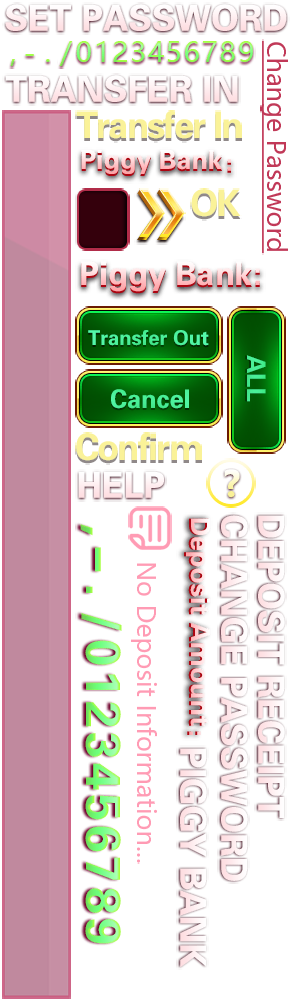 SET PASSWORD
,-./0123456789
TRANSFER IN
Change Password
Transfer In
Piggy Bank:
OK
Piggy Bank:
Transfer Out
ALL
Cancel
Confirm
HELP
?
,-./0123456789
No Deposit Information...
Deposit Amount:
PIGGY BANK
CHANGE PASSWORD
DEPOSIT RECEIPT